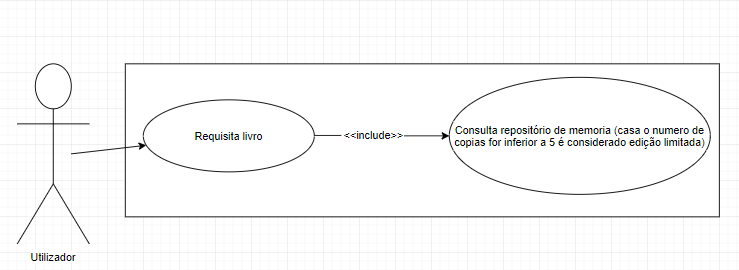 Requisita livro
<<include>>
Consulta repositório de memoria (casa o numero de
copias for inferior a 5 é considerado edição limitada)
Utilizador